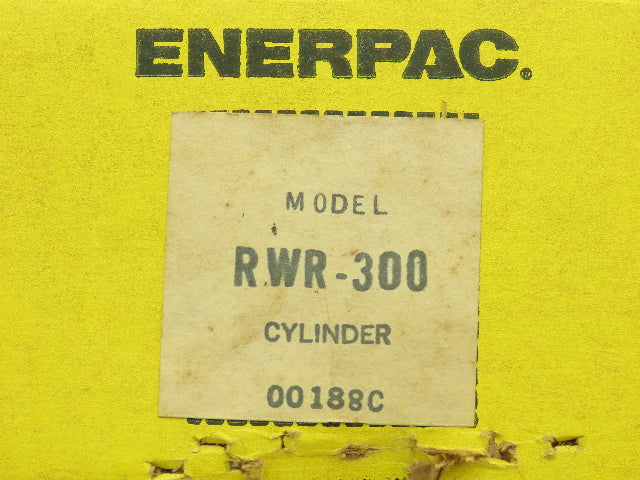 ENERPAC®
MODEL
RWR-300
CYLINDER
00188C